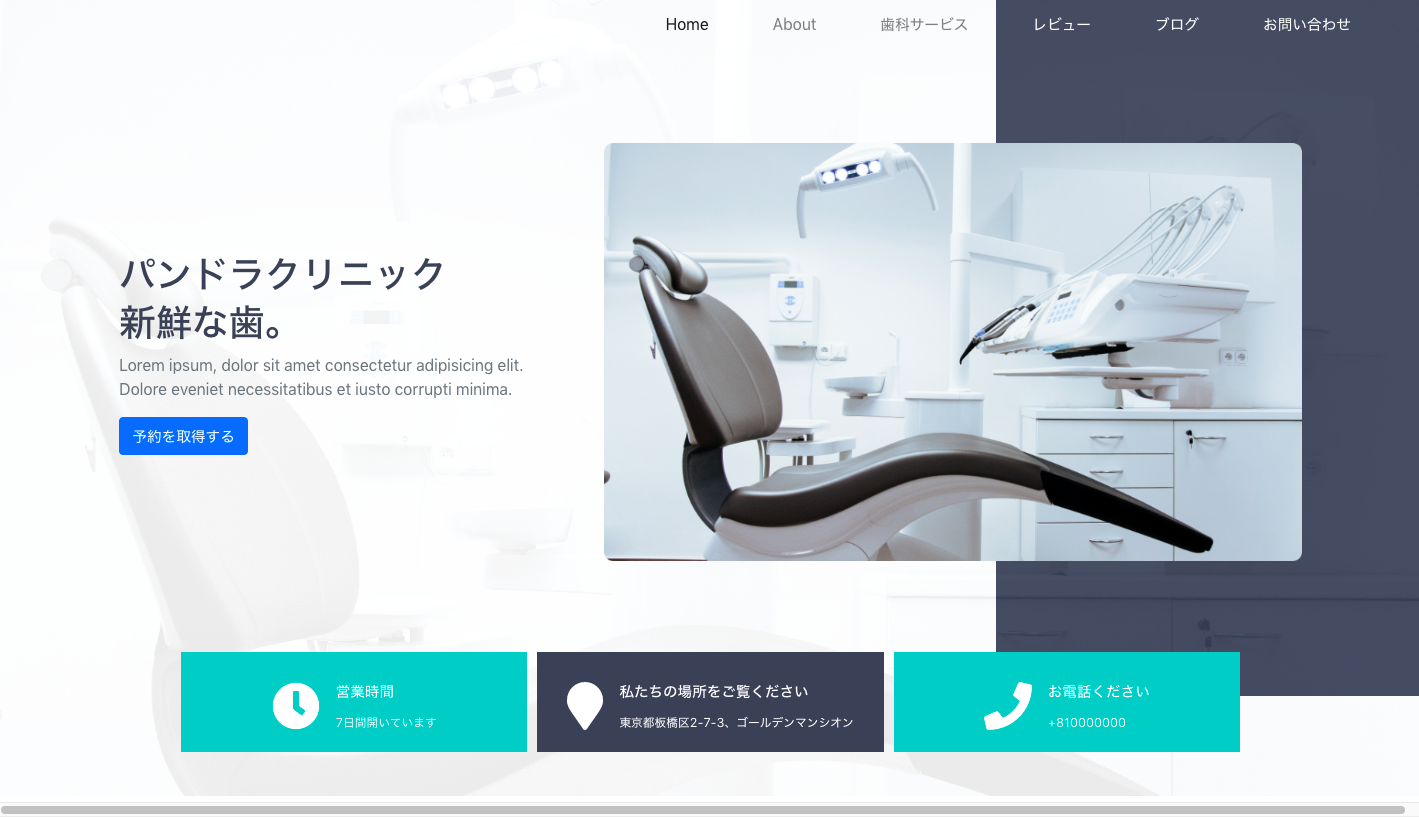 Home About 歯科サービス レビュー ブログ お問い合わせ
パンドラクリニック
新鮮な歯。
Lorem ipsum, dolor sit amet consectetur adipisicing elit.
Dolore eveniet necessitatibus et iusto corrupti minima.
予約を取得する
営業時間
7日間開いています
私たちの場所をご覧ください
東京都板橋区2-7-3、ゴールデンマンシオン
お電話ください
+810000000